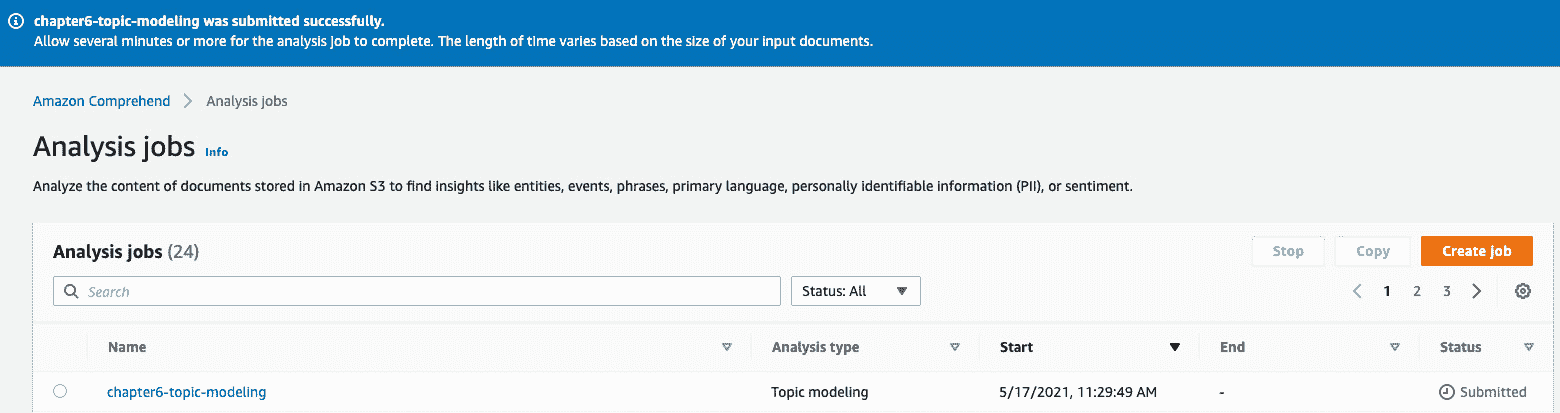 chapter6-topic-modeling was submitted successfully.
Allow several minutes or more for the analysis job to complete. The length of time varies based on the size of your input documents.
Amazon Comprehend > Analysis jobs
Analysis jobs Info
Analyze the content of documents stored in Amazon S3 to find insights like entities, events, phrases, primary language, personally identifiable information (PII), or sentiment.
Analysis jobs (24) Stop Copy Create job
Search Status: All 1 2 3
Name Analysis type Start End Status
chapter6-topic-modeling Topic modeling 5/17/2021, 11:29:49 AM - Submitted